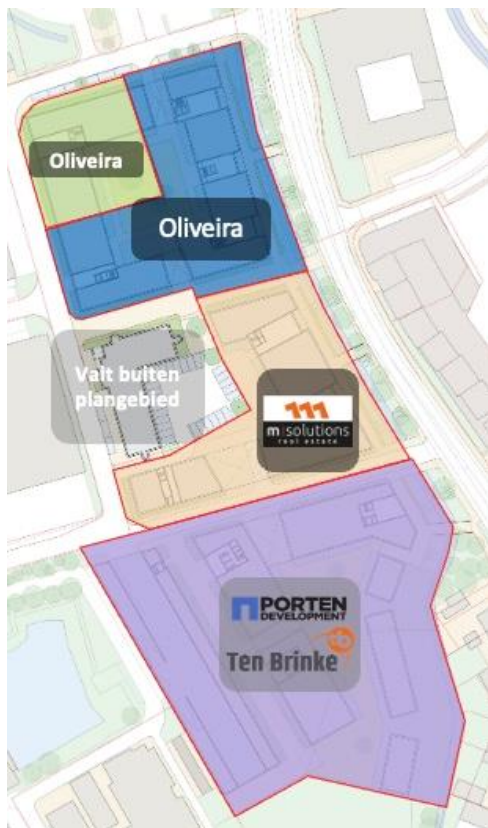 Oliveira
Oliveira
Valt buiten
plangebied
m solutions
real estate
PORTEN
DEVELOPMENT
Ten Brinke